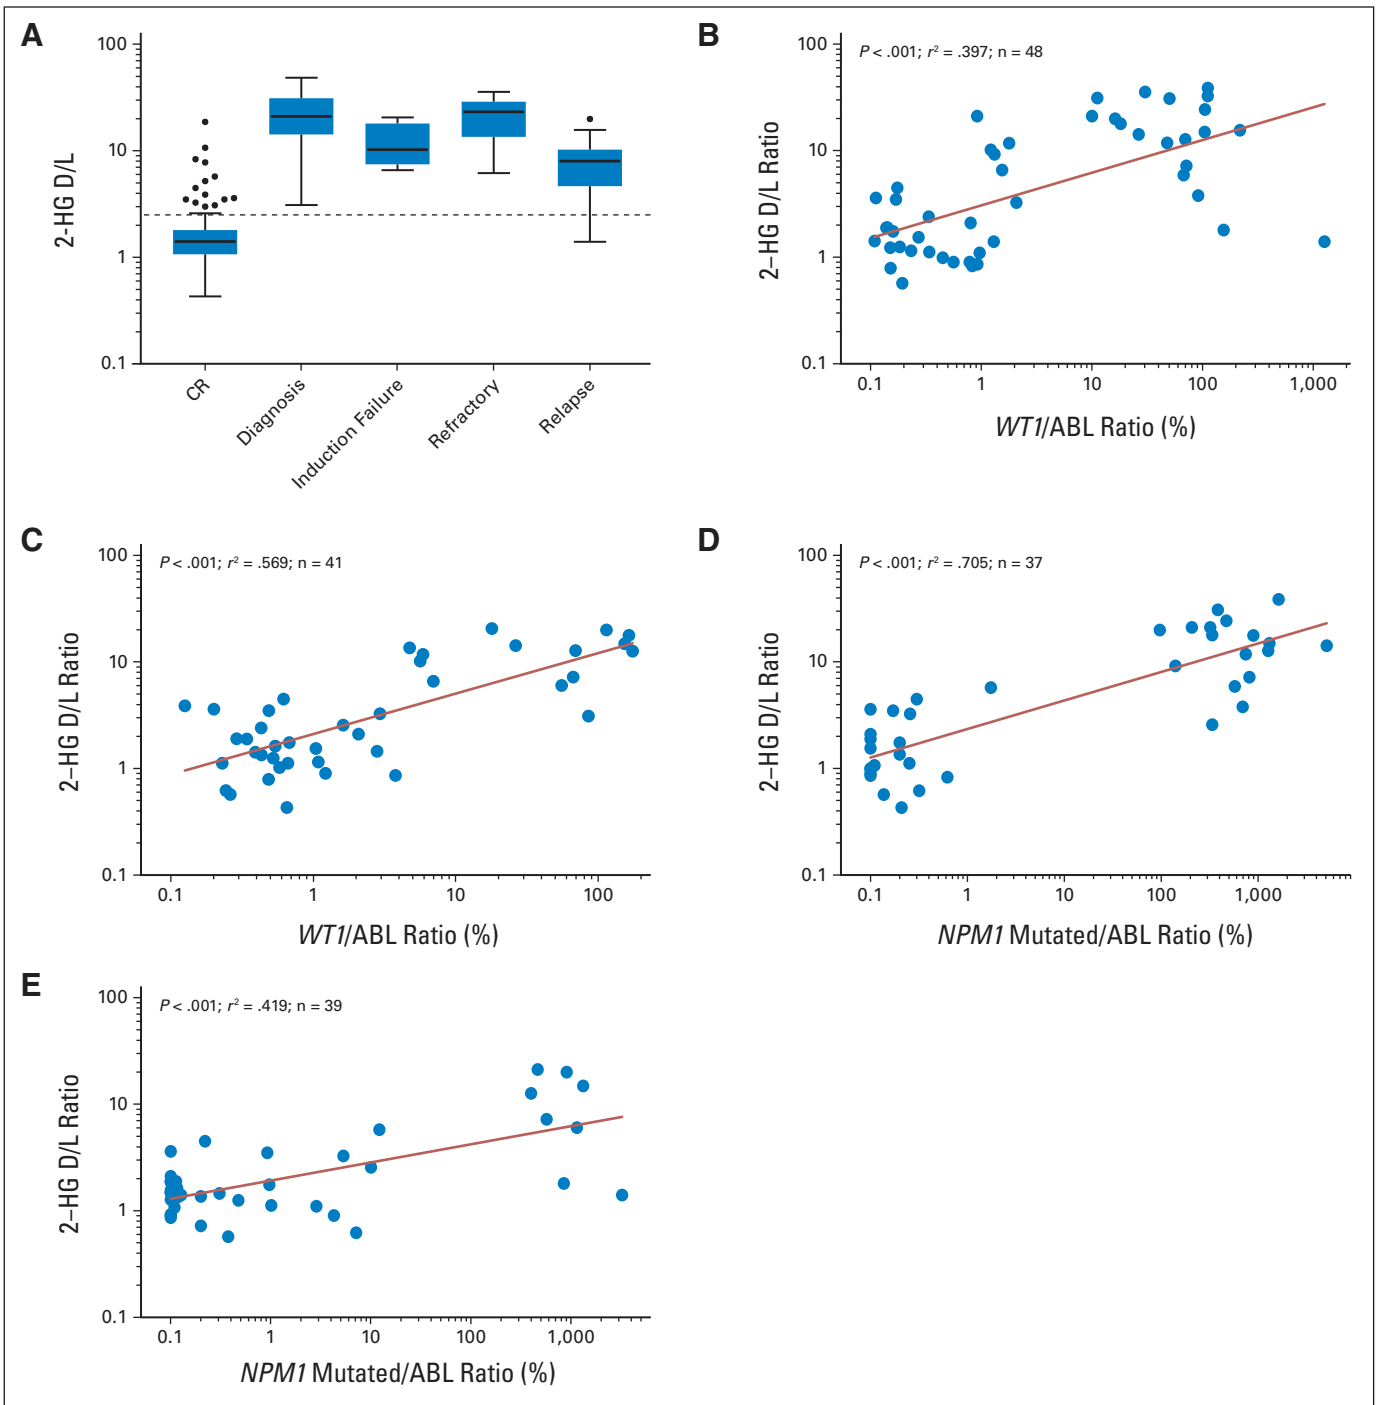 A
100
10
1
0.1
2-HG D/L
CR
Diagnosis
Induction Failure
Refractory
Relapse
B
P < .001; r² = .397; n = 48
100
10
1
0.1
2–HG D/L Ratio
0.1 1 10 100 1,000
WT1/ABL Ratio (%)
C
P < .001; r² = .569; n = 41
100
10
1
0.1
2–HG D/L Ratio
0.1 1 10 100
WT1/ABL Ratio (%)
D
P < .001; r² = .705; n = 37
100
10
1
0.1
2–HG D/L Ratio
0.1 1 10 100 1,000
NPM1 Mutated/ABL Ratio (%)
E
P < .001; r² = .419; n = 39
100
10
1
0.1
2–HG D/L Ratio
0.1 1 10 100 1,000
NPM1 Mutated/ABL Ratio (%)